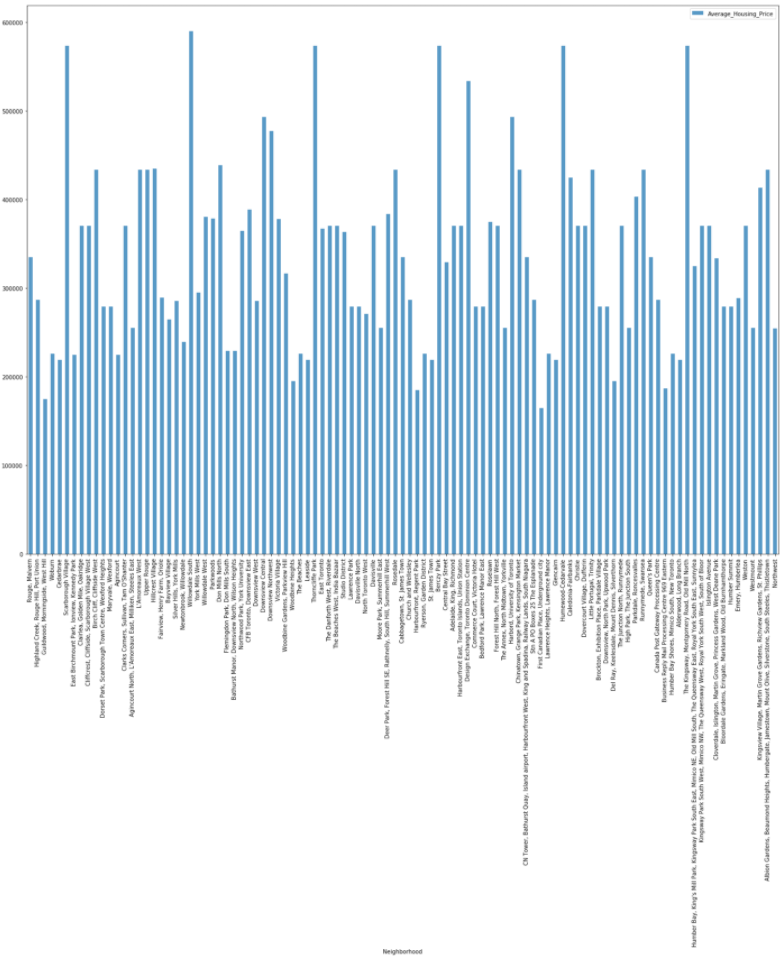 Average_Housing_Price
600000
500000
400000
300000
200000
100000
0
Rouge, Malvern
Highland Creek, Rouge Hill, Port Union
Guildwood, Morningside, West Hill
Woburn
Cedarbrae
Scarborough Village
East Birchmount Park, Ionview, Kennedy Park
Clairlea, Golden Mile, Oakridge
Cliffcrest, Cliffside, Scarborough Village West
Birch Cliff, Cliffside West
Dorset Park, Scarborough Town Centre, Wexford Heights
Maryvale, Wexford
Agincourt
Clarks Corners, Sullivan, Tam O'Shanter
Agincourt North, L'Amoreaux East, Milliken, Steeles East
L'Amoreaux West
Upper Rouge
Hillcrest Village
Fairview, Henry Farm, Oriole
Bayview Village
Silver Hills, York Mills
Newtonbrook, Willowdale
Willowdale South
York Mills West
Willowdale West
Parkwoods
Don Mills North
Flemingdon Park, Don Mills South
Bathurst Manor, Downsview North, Wilson Heights
Northwood Park, York University
CFB Toronto, Downsview East
Downsview West
Downsview Central
Downsview Northwest
Victoria Village
Woodbine Gardens, Parkview Hill
Woodbine Heights
The Beaches
Leaside
Thorncliffe Park
East Toronto
The Danforth West, Riverdale
The Beaches West, India Bazaar
Studio District
Lawrence Park
Davisville North
North Toronto West
Davisville
Moore Park, Summerhill East
Deer Park, Forest Hill SE, Rathnelly, South Hill, Summerhill West
Rosedale
Cabbagetown, St. James Town
Church and Wellesley
Harbourfront, Regent Park
Ryerson, Garden District
St. James Town
Berczy Park
Central Bay Street
Adelaide, King, Richmond
Harbourfront East, Toronto Islands, Union Station
Design Exchange, Toronto Dominion Centre
Commerce Court, Victoria Hotel
Bedford Park, Lawrence Manor East
Roselawn
Forest Hill North, Forest Hill West
The Annex, North Midtown, Yorkville
Harbord, University of Toronto
Chinatown, Grange Park, Kensington Market
CN Tower, Bathurst Quay, Island airport, Harbourfront West, King and Spadina, Railway Lands, South Niagara
Stn A PO Boxes 25 The Esplanade
First Canadian Place, Underground city
Lawrence Heights, Lawrence Manor
Glencairn
Humewood-Cedarvale
Caledonia-Fairbanks
Christie
Dovercourt Village, Dufferin
Little Portugal, Trinity
Brockton, Exhibition Place, Parkdale Village
Downsview, North Park, Upwood Park
Del Ray, Keelesdale, Mount Dennis, Silverthorn
The Junction North, Runnymede
High Park, The Junction South
Parkdale, Roncesvalles
Runnymede, Swansea
Queen's Park
Canada Post Gateway Processing Centre
Business Reply Mail Processing Centre 969 Eastern
Humber Bay Shores, Mimico South, New Toronto
Alderwood, Long Branch
The Kingsway, Montgomery Road, Old Mill North
Humber Bay, King's Mill Park, Kingsway Park South East, Mimico NE, Old Mill South, The Queensway East, Royal York South East, Sunnylea
Kingsway Park South West, Mimico NW, The Queensway West, Royal York South West, South of Bloor
Islington Avenue
Cloverdale, Islington, Martin Grove, Princess Gardens, West Deane Park
Bloordale Gardens, Eringate, Markland Wood, Old Burnhamthorpe
Humber Summit
Emery, Humberlea
Weston
Westmount
Kingsview Village, Martin Grove Gardens, Richview Gardens, St. Phillips
Albion Gardens, Beaumond Heights, Humbergate, Jamestown, Mount Olive, Silverstone, South Steeles, Thistletown
Northwest
Neighborhood